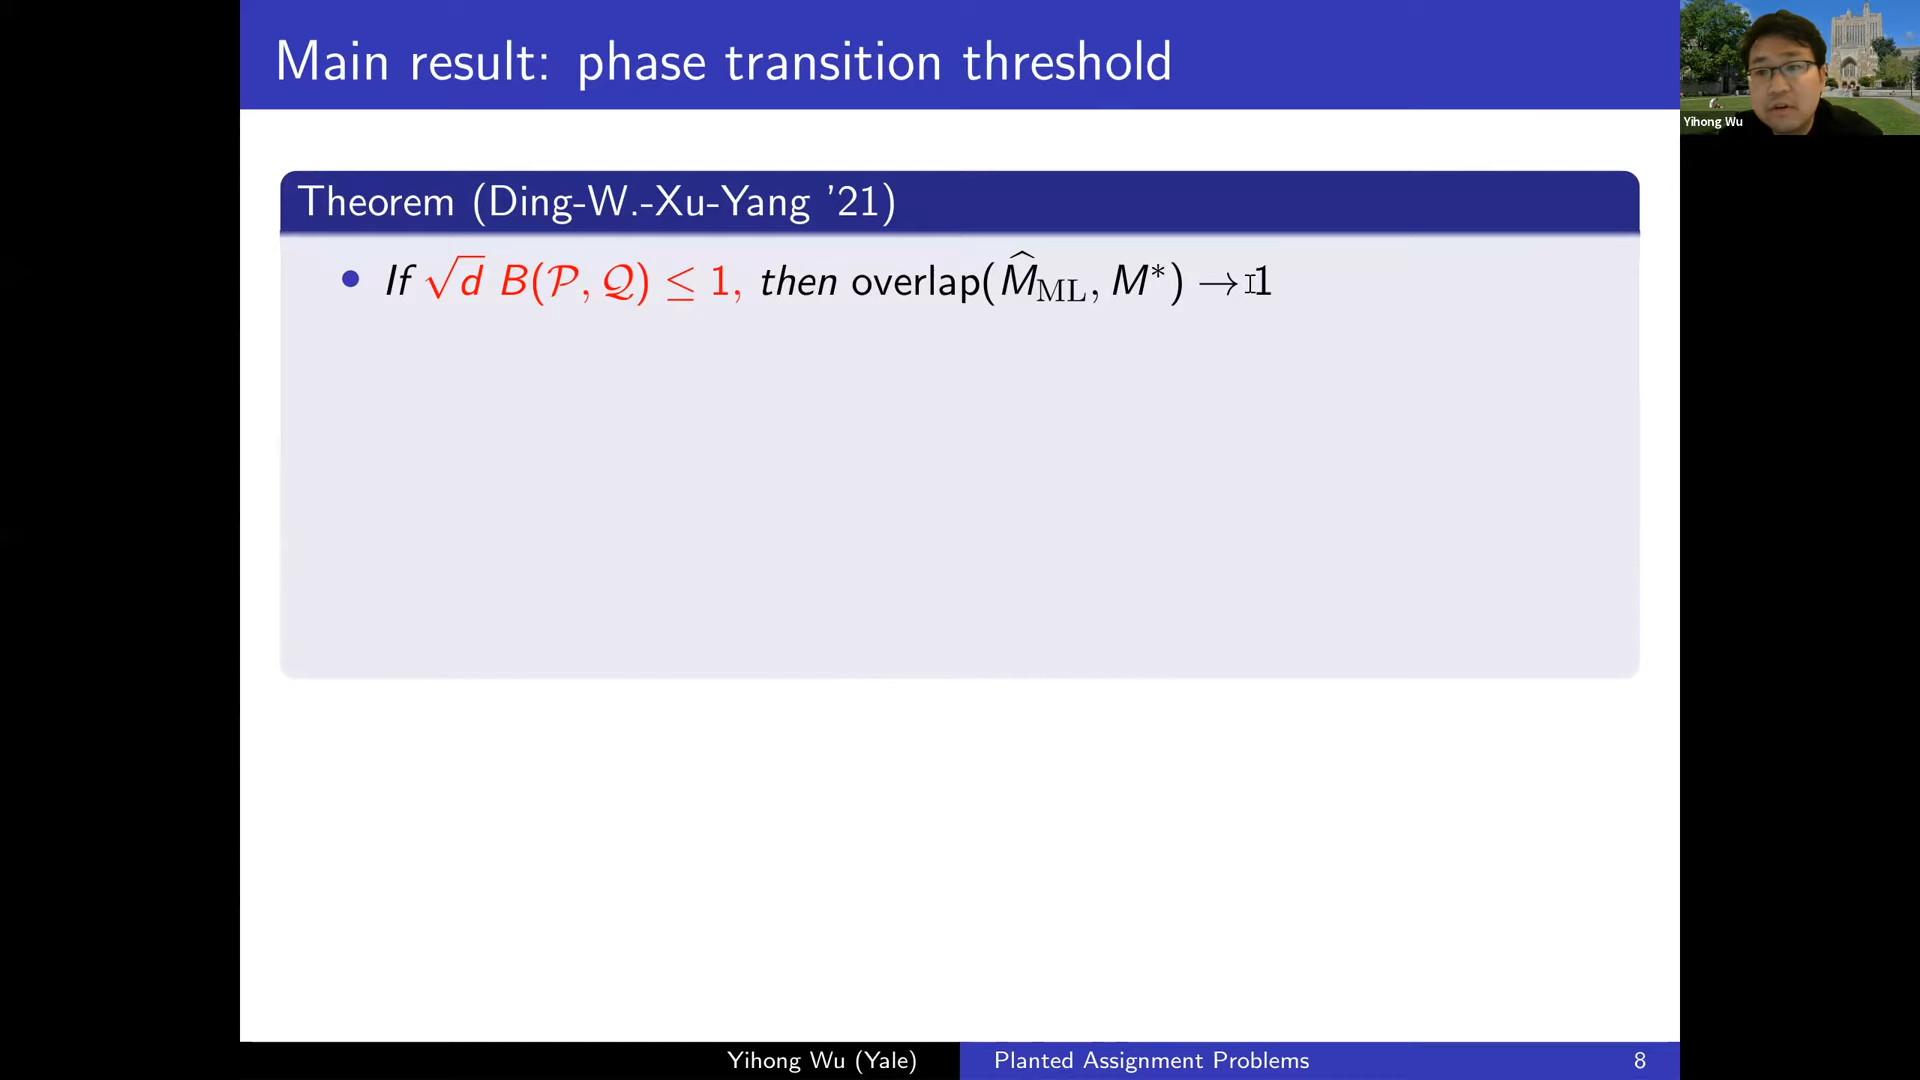 Main result: phase transition threshold
Yihong Wu
Theorem (Ding-W.-Xu-Yang '21)
• If √d B(𝒫, 𝒬) ≤ 1, then overlap(M̂_ML, M*) → 1
Yihong Wu (Yale)
Planted Assignment Problems
8